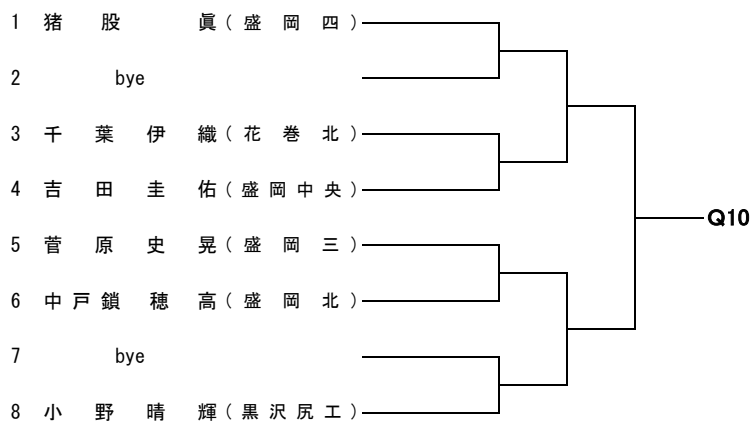 1 猪股 眞(盛岡四)
2 bye
3 千葉伊織(花巻北)
4 吉田圭佑(盛岡中央)
Q10
5 菅原史晃(盛岡三)
6 中戸鎖穂高(盛岡北)
7 bye
8 小野晴輝(黒沢尻工)